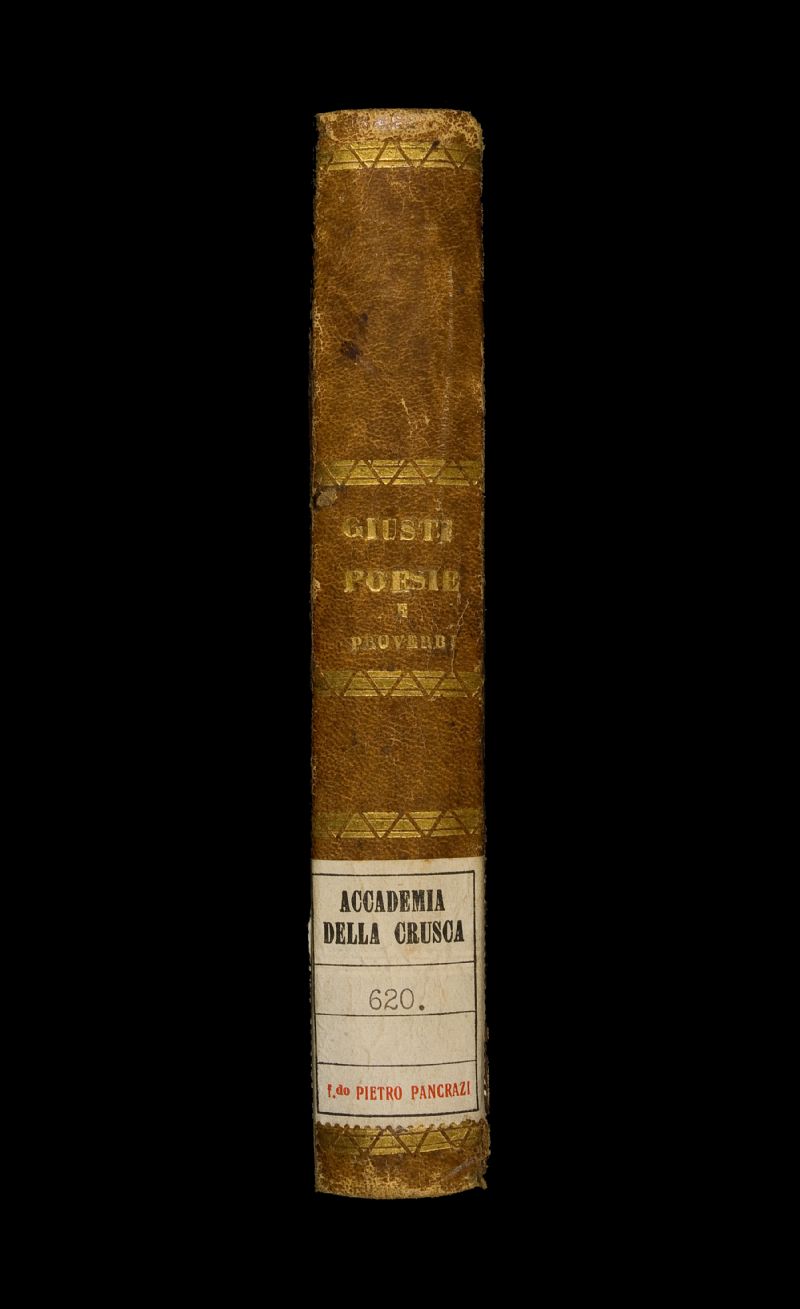 GIUSTI
POESIE
E
PROVERBI
ACCADEMIA
DELLA CRUSCA
620.
f.do PIETRO PANCRAZI